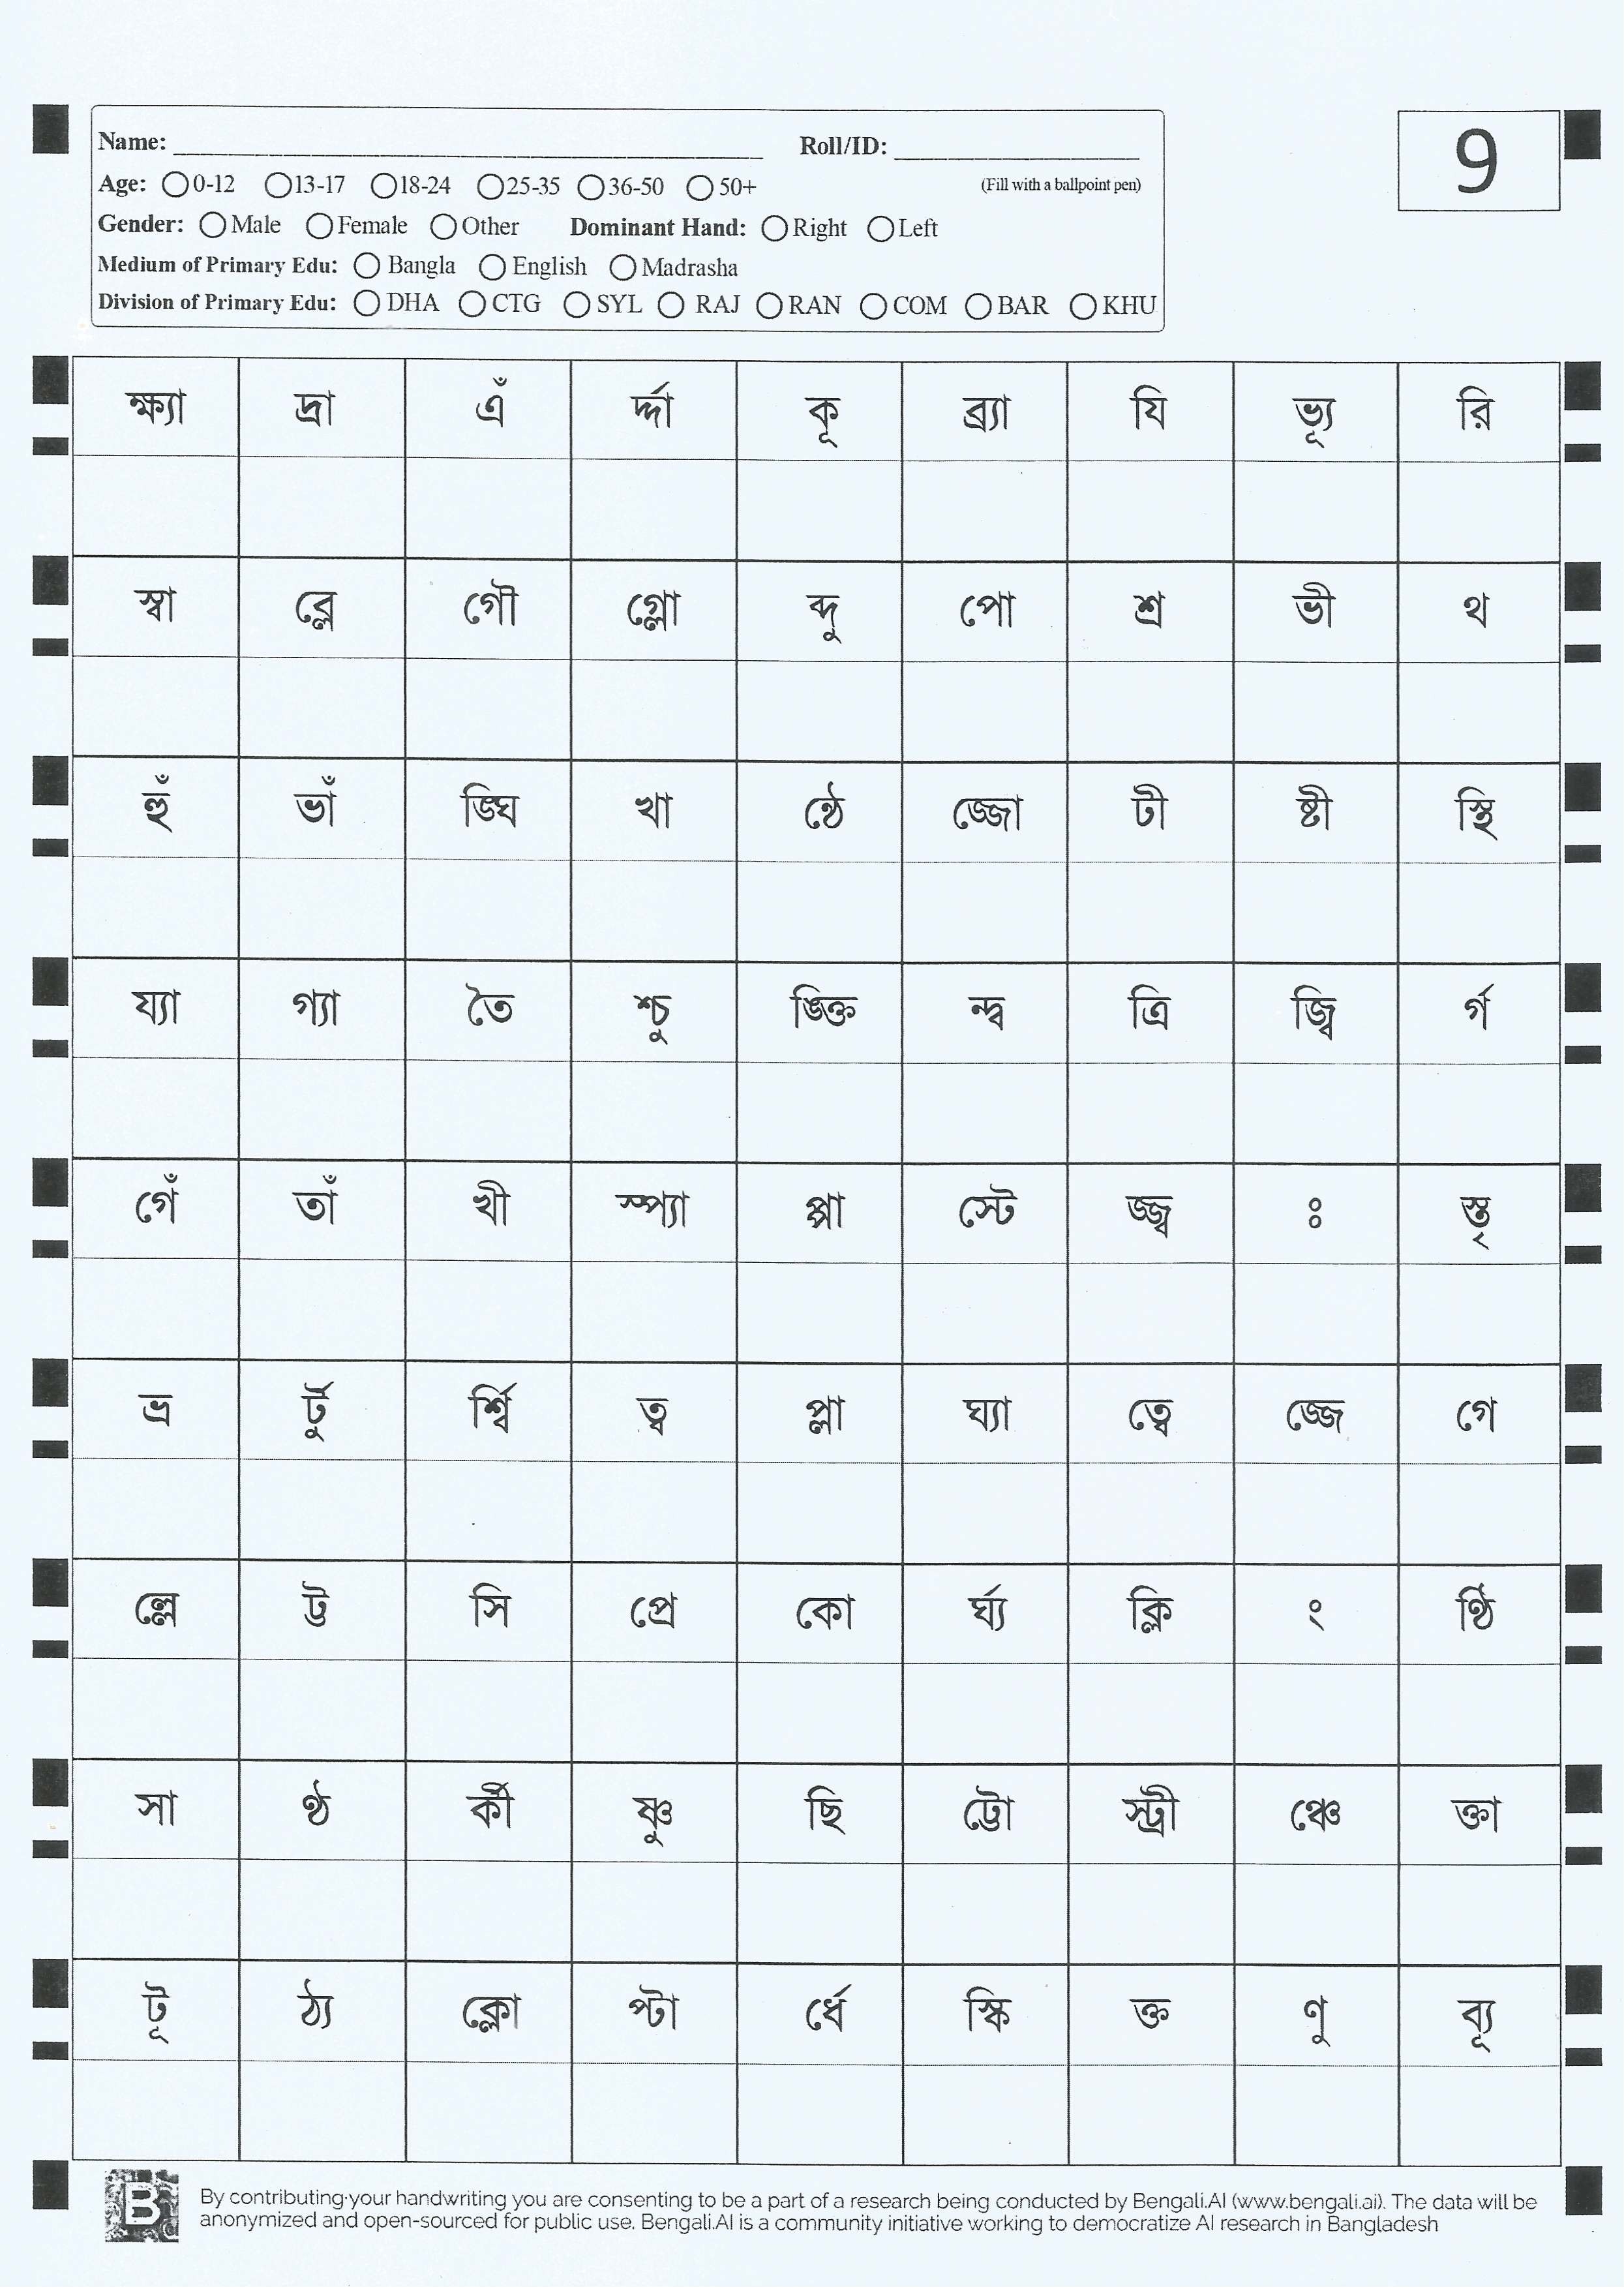 Name: Roll/ID:
9
Age: 0-12 13-17 18-24 25-35 36-50 50+ (Fill with a ballpoint pen)
Gender: Male Female Other Dominant Hand: Right Left
Medium of Primary Edu: Bangla English Madrasha
Division of Primary Edu: DHA CTG SYL RAJ RAN COM BAR KHU
ক্ষ্যা দ্রা এঁ র্দ্দা কূ ব্র্যা যি ভ্যূ রি
স্বা ব্লে গৌ গ্লো ব্দু পো শ্র ভী থ
হুঁ ভাঁ ঙ্ঘি খা ন্ঠে জ্জো টী ষ্টী স্থি
য্যা গ্যা তৈ শ্চু ঙ্ক্তি ন্দ্ব ত্রি জ্বি র্গ
গেঁ তাঁ খী স্প্যা প্পা স্টে জ্জ্ব ঃ স্তৃ
ভ্র র্টু র্শ্বি ত্ব প্লা ঘ্যা ত্বে জ্জে গে
ল্লে ট্ট সি প্রে কো র্ঘ্য ক্লি ং ণ্ঠি
সা ণ্ঠ র্কী ষ্ণু ছি ট্টো স্ট্রী ঞ্চে ক্তা
টূ ঠ্য ক্লো প্টা র্ধে স্কি ক্ত ণু ব্যূ
B
By contributing your handwriting you are consenting to be a part of a research being conducted by Bengali.AI (www.bengali.ai). The data will be
anonymized and open-sourced for public use. Bengali.AI is a community initiative working to democratize AI research in Bangladesh